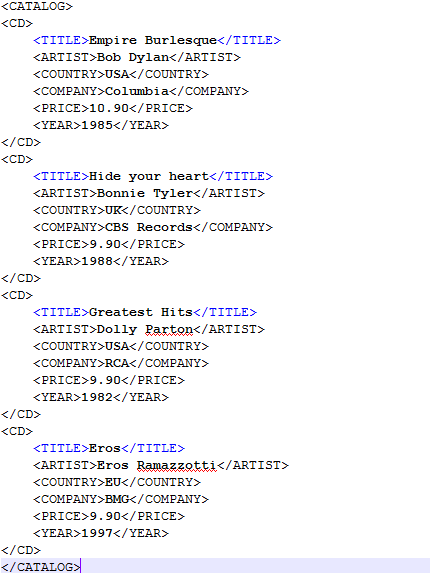 <CATALOG>
<CD>
<TITLE>Empire Burlesque</TITLE>
<ARTIST>Bob Dylan</ARTIST>
<COUNTRY>USA</COUNTRY>
<COMPANY>Columbia</COMPANY>
<PRICE>10.90</PRICE>
<YEAR>1985</YEAR>
</CD>
<CD>
<TITLE>Hide your heart</TITLE>
<ARTIST>Bonnie Tyler</ARTIST>
<COUNTRY>UK</COUNTRY>
<COMPANY>CBS Records</COMPANY>
<PRICE>9.90</PRICE>
<YEAR>1988</YEAR>
</CD>
<CD>
<TITLE>Greatest Hits</TITLE>
<ARTIST>Dolly Parton</ARTIST>
<COUNTRY>USA</COUNTRY>
<COMPANY>RCA</COMPANY>
<PRICE>9.90</PRICE>
<YEAR>1982</YEAR>
</CD>
<CD>
<TITLE>Eros</TITLE>
<ARTIST>Eros Ramazzotti</ARTIST>
<COUNTRY>EU</COUNTRY>
<COMPANY>BMG</COMPANY>
<PRICE>9.90</PRICE>
<YEAR>1997</YEAR>
</CD>
</CATALOG>